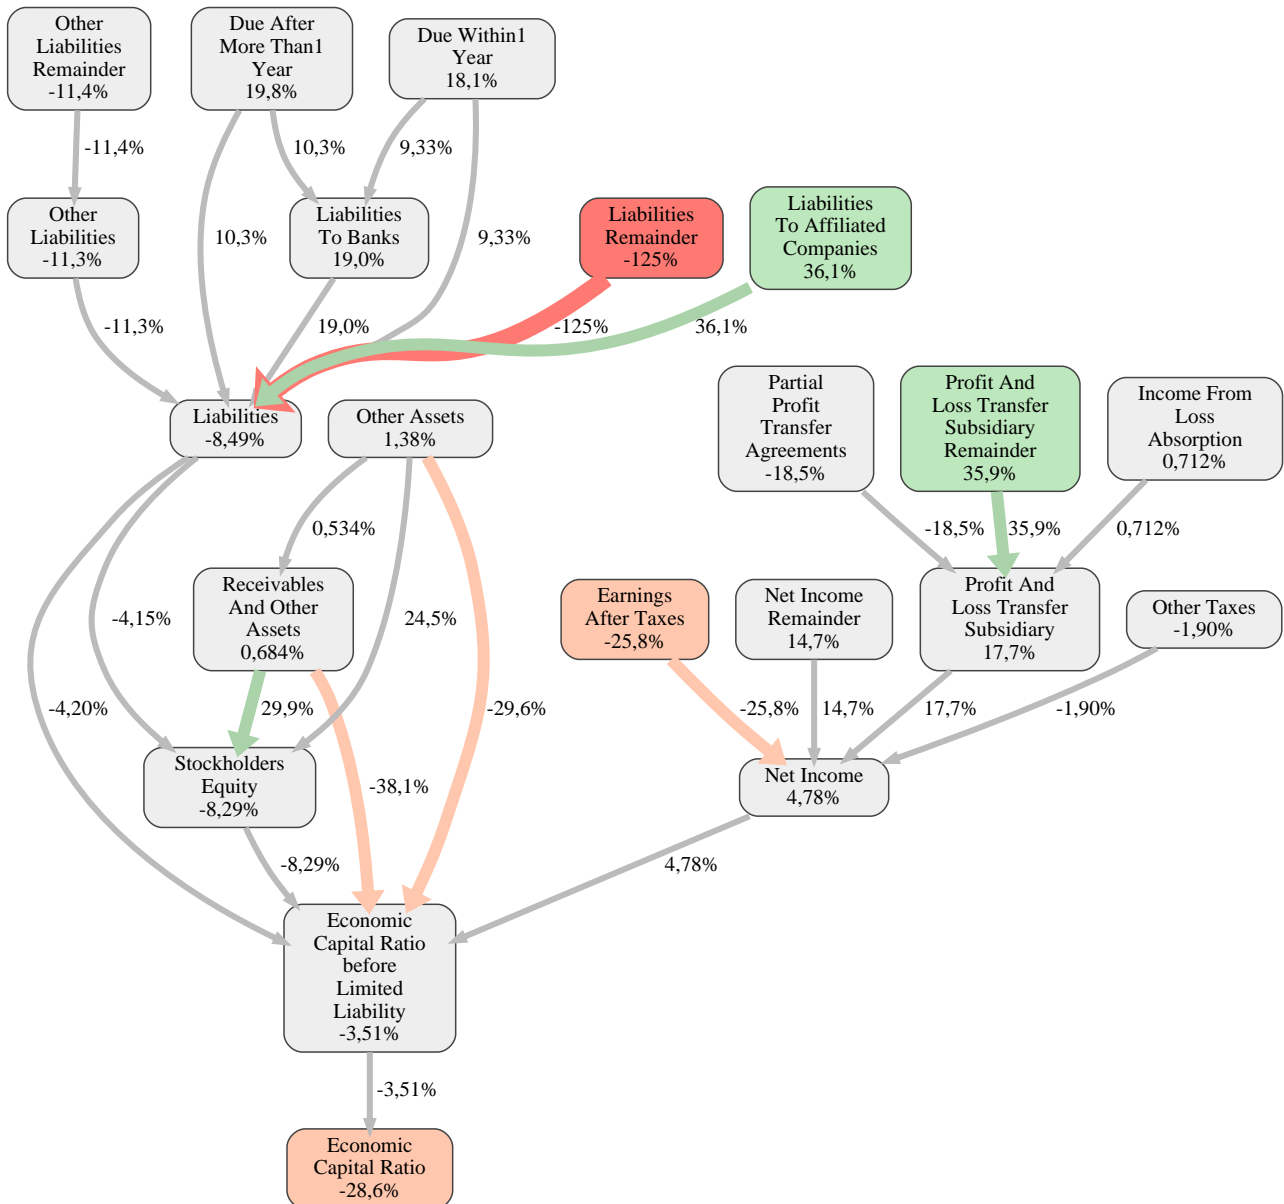 Other
Liabilities
Remainder
-11,4%
Due After
More Than1
Year
19,8%
Due Within1
Year
18,1%
-11,4%
10,3%
9,33%
Other
Liabilities
-11,3%
10,3%
Liabilities
To Banks
19,0%
9,33%
Liabilities
Remainder
-125%
Liabilities
To Affiliated
Companies
36,1%
-11,3%
19,0%
-125%
36,1%
Liabilities
-8,49%
Other Assets
1,38%
Partial
Profit
Transfer
Agreements
-18,5%
Profit And
Loss Transfer
Subsidiary
Remainder
35,9%
Income From
Loss
Absorption
0,712%
0,534%
-18,5%
35,9%
0,712%
Receivables
And Other
Assets
0,684%
-4,15%
24,5%
Earnings
After Taxes
-25,8%
Net Income
Remainder
14,7%
Profit And
Loss Transfer
Subsidiary
17,7%
Other Taxes
-1,90%
-4,20%
29,9%
-29,6%
-25,8%
14,7%
17,7%
-1,90%
Stockholders
Equity
-8,29%
-38,1%
Net Income
4,78%
-8,29%
4,78%
Economic
Capital Ratio
before
Limited
Liability
-3,51%
-3,51%
Economic
Capital Ratio
-28,6%